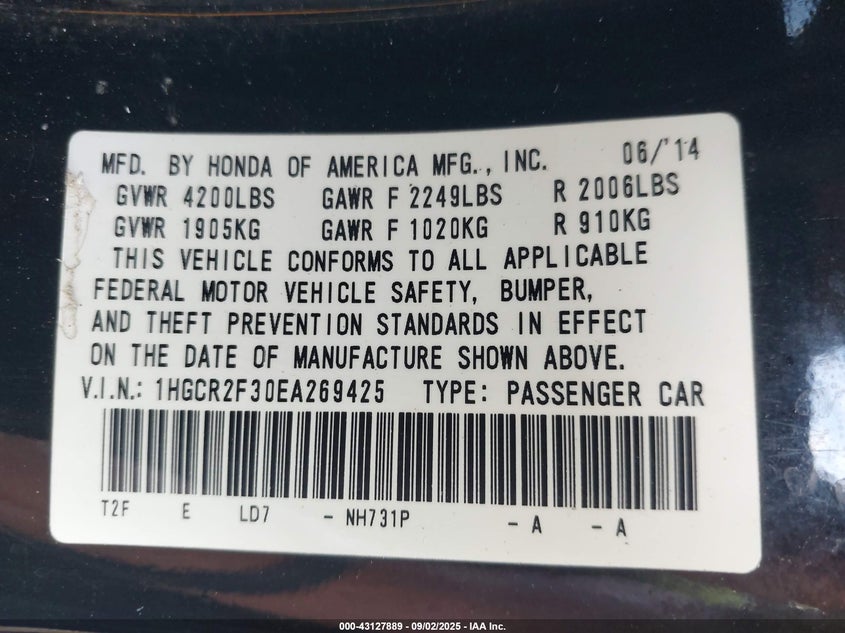 MFD. BY HONDA OF AMERICA MFG., INC. 06/'14
GVWR 4200LBS GAWR F 2249LBS R 2006LBS
GVWR 1905KG GAWR F 1020KG R 910KG
THIS VEHICLE CONFORMS TO ALL APPLICABLE
FEDERAL MOTOR VEHICLE SAFETY, BUMPER,
AND THEFT PREVENTION STANDARDS IN EFFECT
ON THE DATE OF MANUFACTURE SHOWN ABOVE.
V.I.N.: 1HGCR2F30EA269425 TYPE: PASSENGER CAR
T2F E LD7 - NH731P - A - A
000-43127889 - 09/02/2025 - IAA Inc.